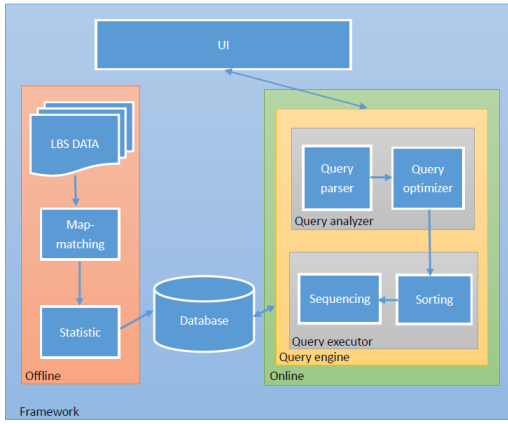 UI
LBS DATA
Map-
matching
Statistic
Offline
Database
Query
parser
Query
optimizer
Query analyzer
Sequencing
Sorting
Query executor
Query engine
Online
Framework